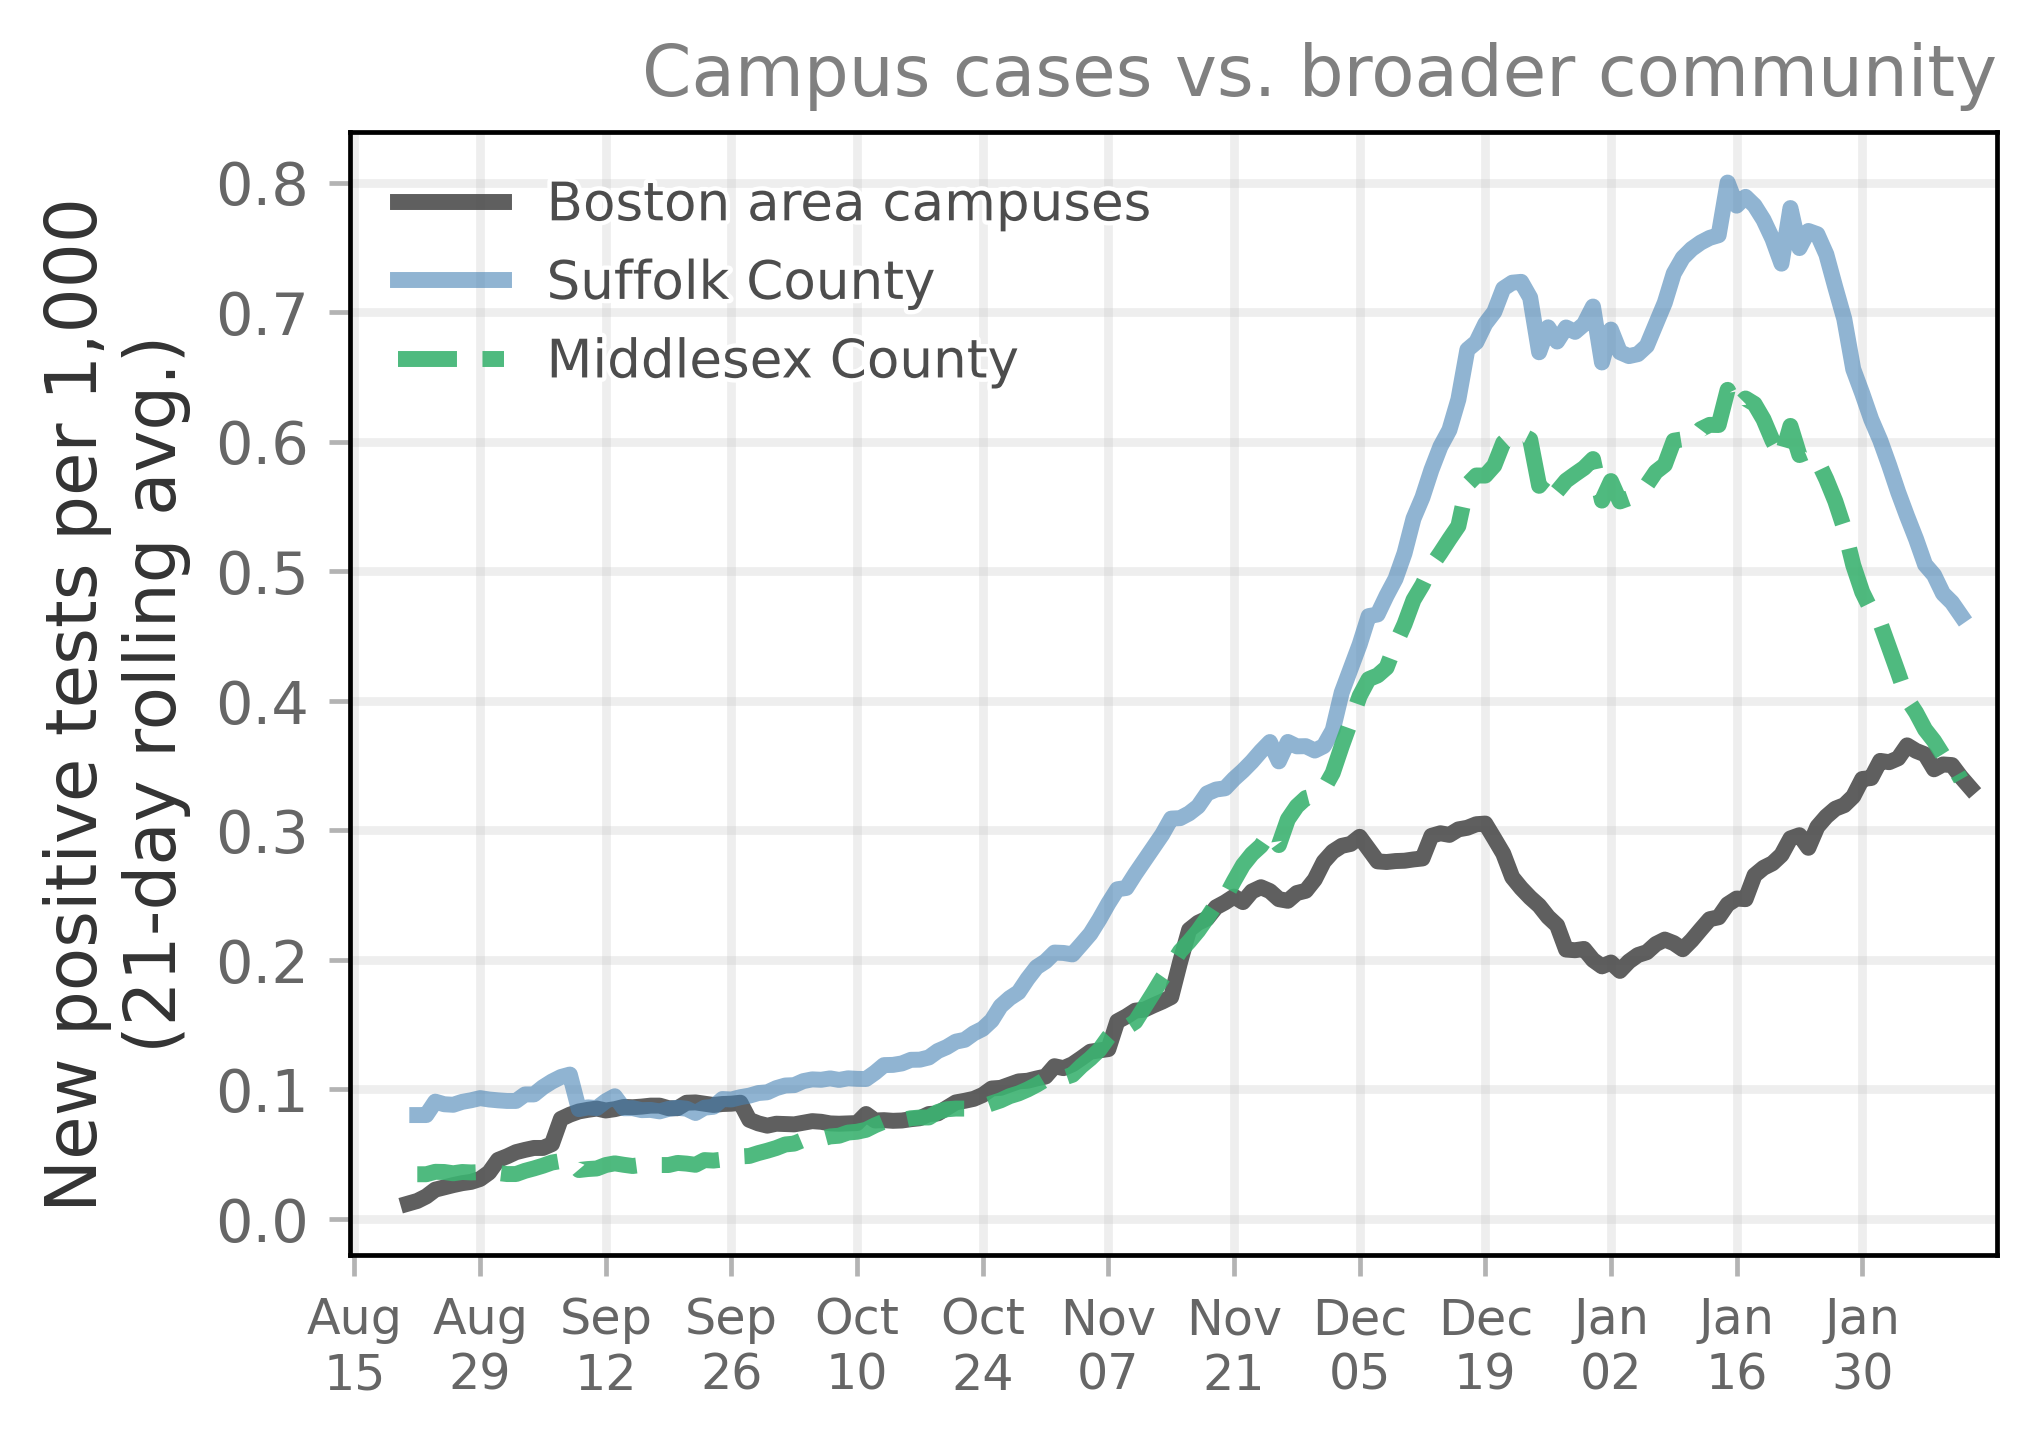 Campus cases vs. broader community
New positive tests per 1,000
(21-day rolling avg.)
0.8
0.7
0.6
0.5
0.4
0.3
0.2
0.1
0.0
Boston area campuses
Suffolk County
Middlesex County
Aug Aug Sep Sep Oct Oct Nov Nov Dec Dec Jan Jan Jan
15 29 12 26 10 24 07 21 05 19 02 16 30